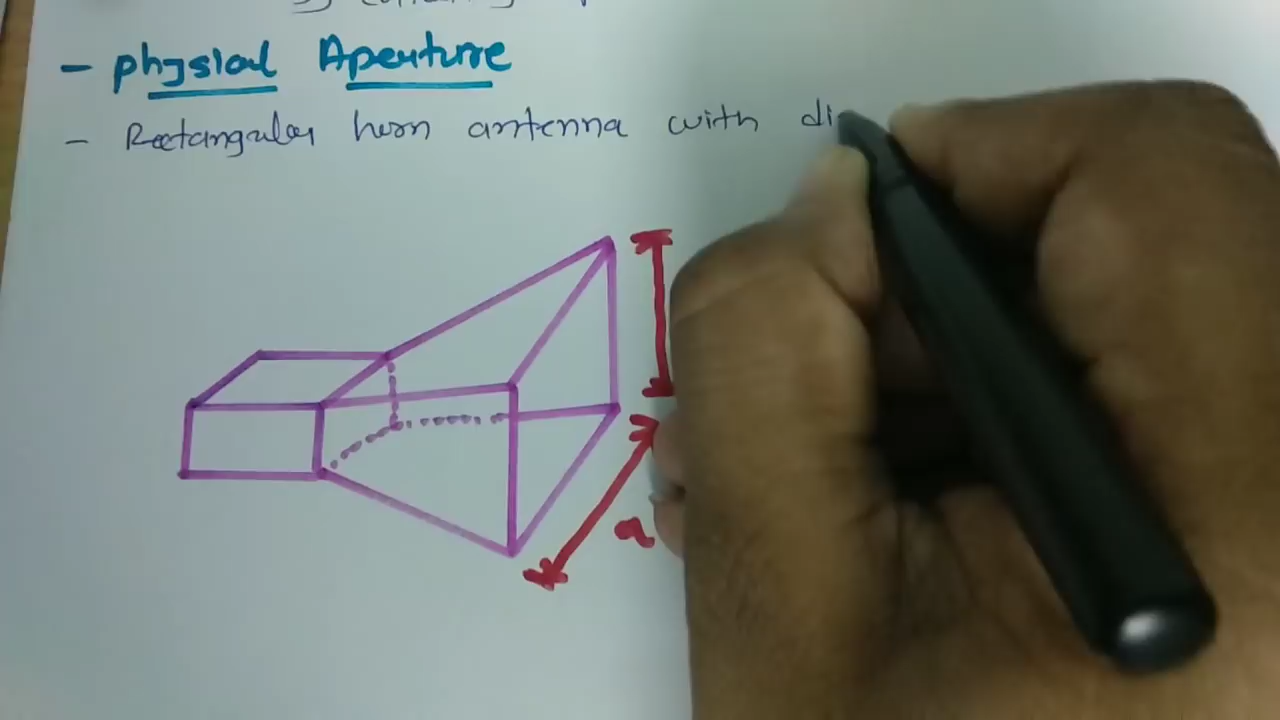 - Physical Aperture
- Rectangular horn antenna with di
a